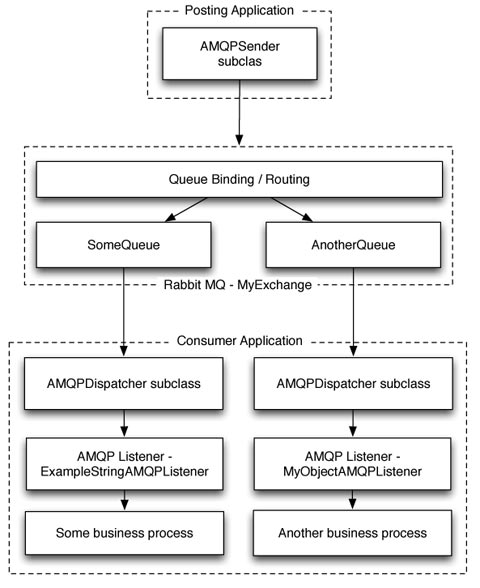 Posting Application
AMQPSender
subclas
Queue Binding / Routing
SomeQueue
AnotherQueue
Rabbit MQ - MyExchange
Consumer Application
AMQPDispatcher subclass
AMQPDispatcher subclass
AMQP Listener -
ExampleStringAMQPListener
AMQP Listener -
MyObjectAMQPListener
Some business process
Another business process